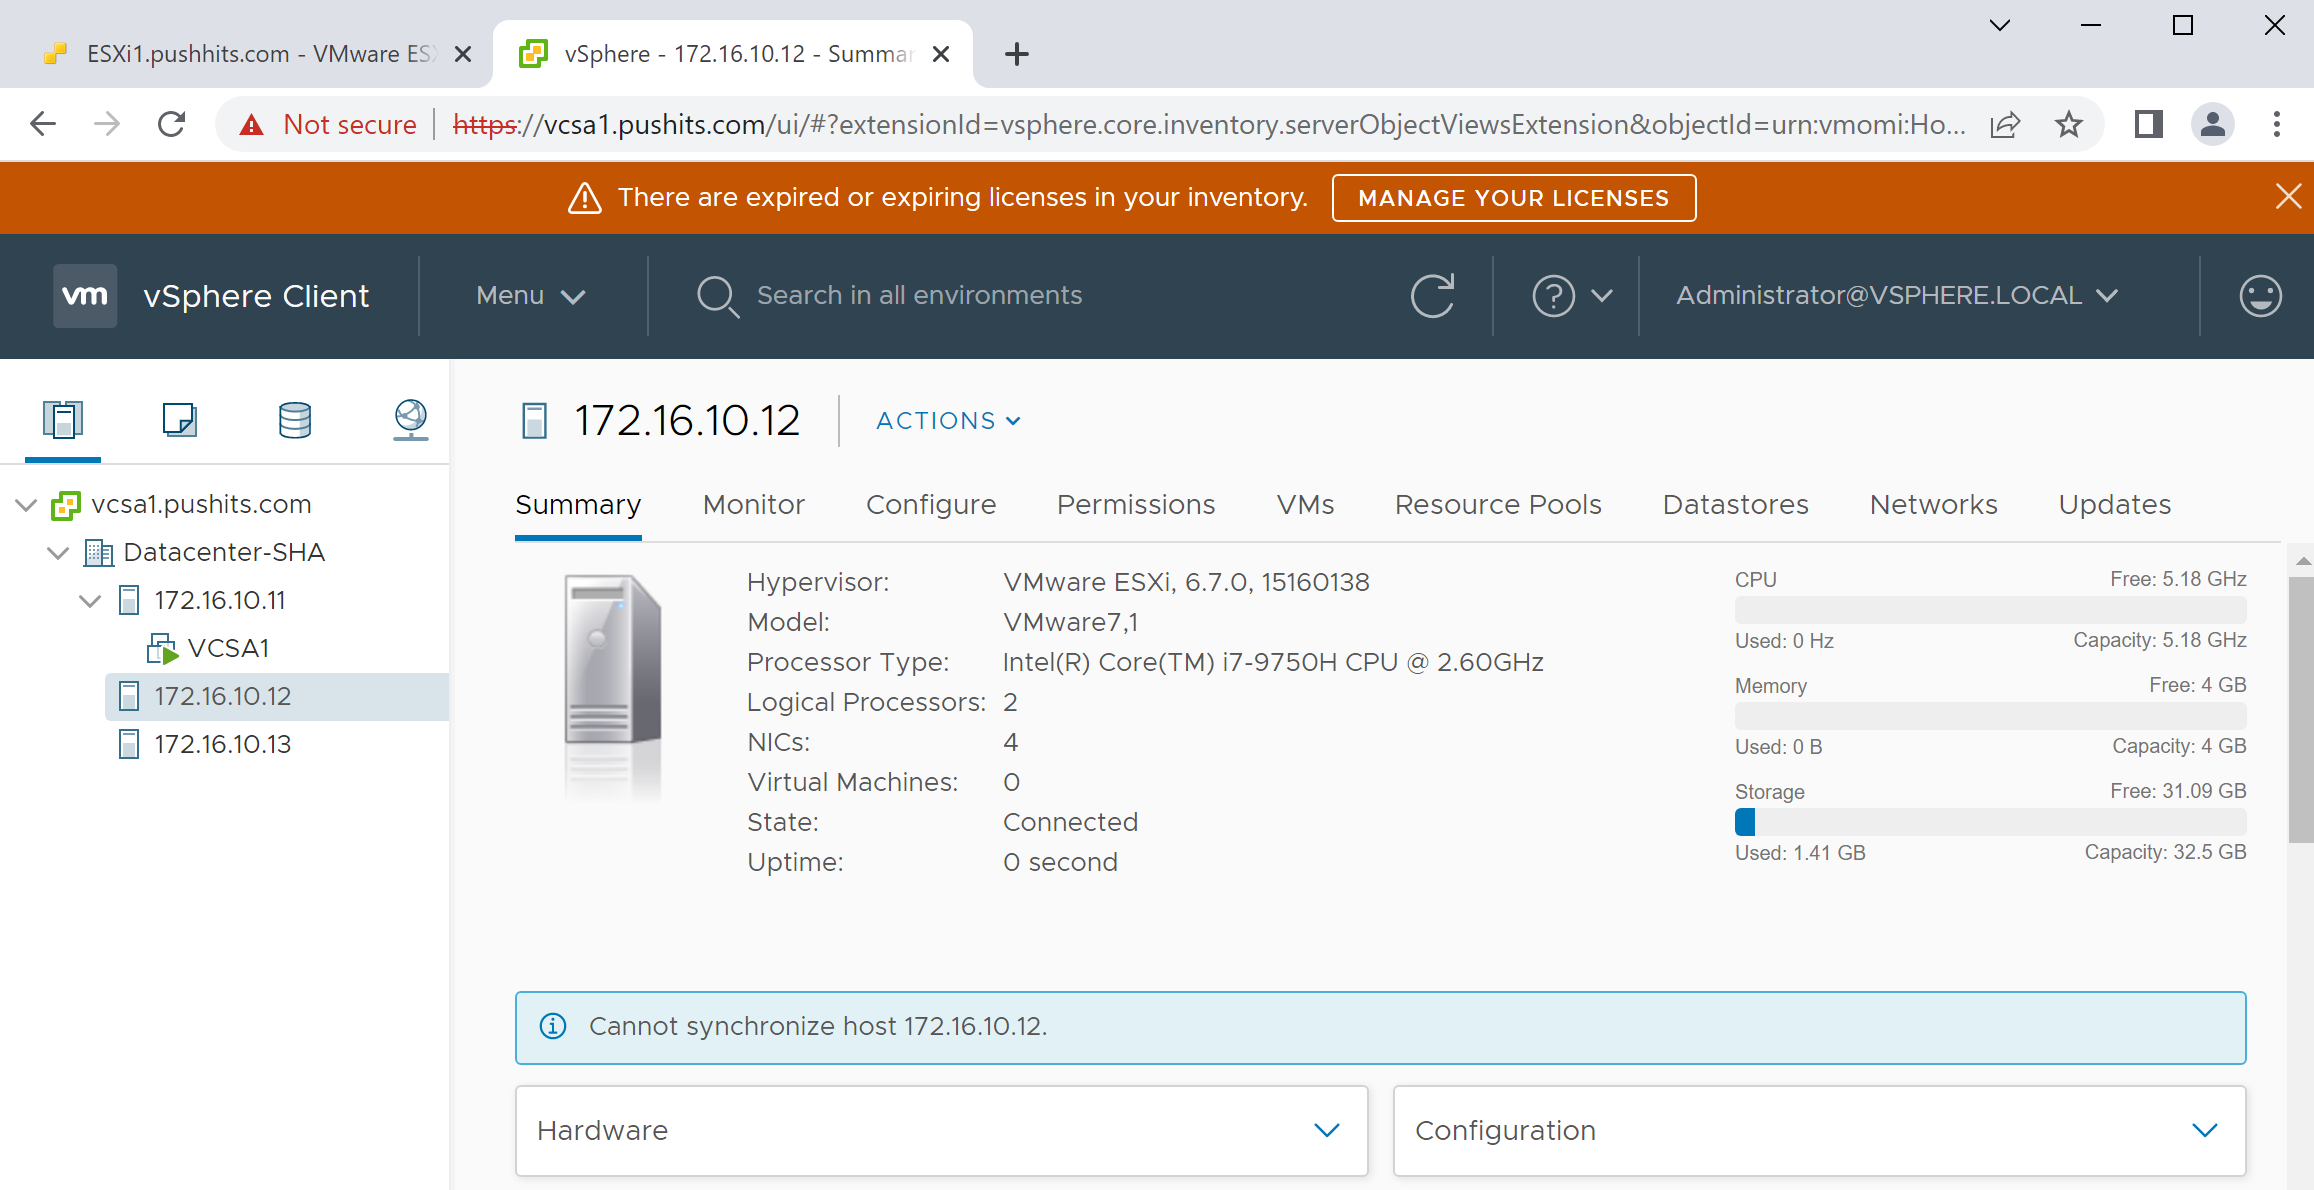 ESXi1.pushhits.com - VMware ESX
vSphere - 172.16.10.12 - Summar
Not secure https://vcsa1.pushits.com/ui/#?extensionId=vsphere.core.inventory.serverObjectViewsExtension&objectId=urn:vmomi:Ho...
There are expired or expiring licenses in your inventory. MANAGE YOUR LICENSES
vm vSphere Client Menu Search in all environments ? Administrator@VSPHERE.LOCAL
172.16.10.12 ACTIONS
Summary Monitor Configure Permissions VMs Resource Pools Datastores Networks Updates
vcsa1.pushits.com
Datacenter-SHA
172.16.10.11
VCSA1
172.16.10.12
172.16.10.13
Hypervisor: VMware ESXi, 6.7.0, 15160138
Model: VMware7,1
Processor Type: Intel(R) Core(TM) i7-9750H CPU @ 2.60GHz
Logical Processors: 2
NICs: 4
Virtual Machines: 0
State: Connected
Uptime: 0 second
CPU Free: 5.18 GHz
Used: 0 Hz Capacity: 5.18 GHz
Memory Free: 4 GB
Used: 0 B Capacity: 4 GB
Storage Free: 31.09 GB
Used: 1.41 GB Capacity: 32.5 GB
Cannot synchronize host 172.16.10.12.
Hardware Configuration